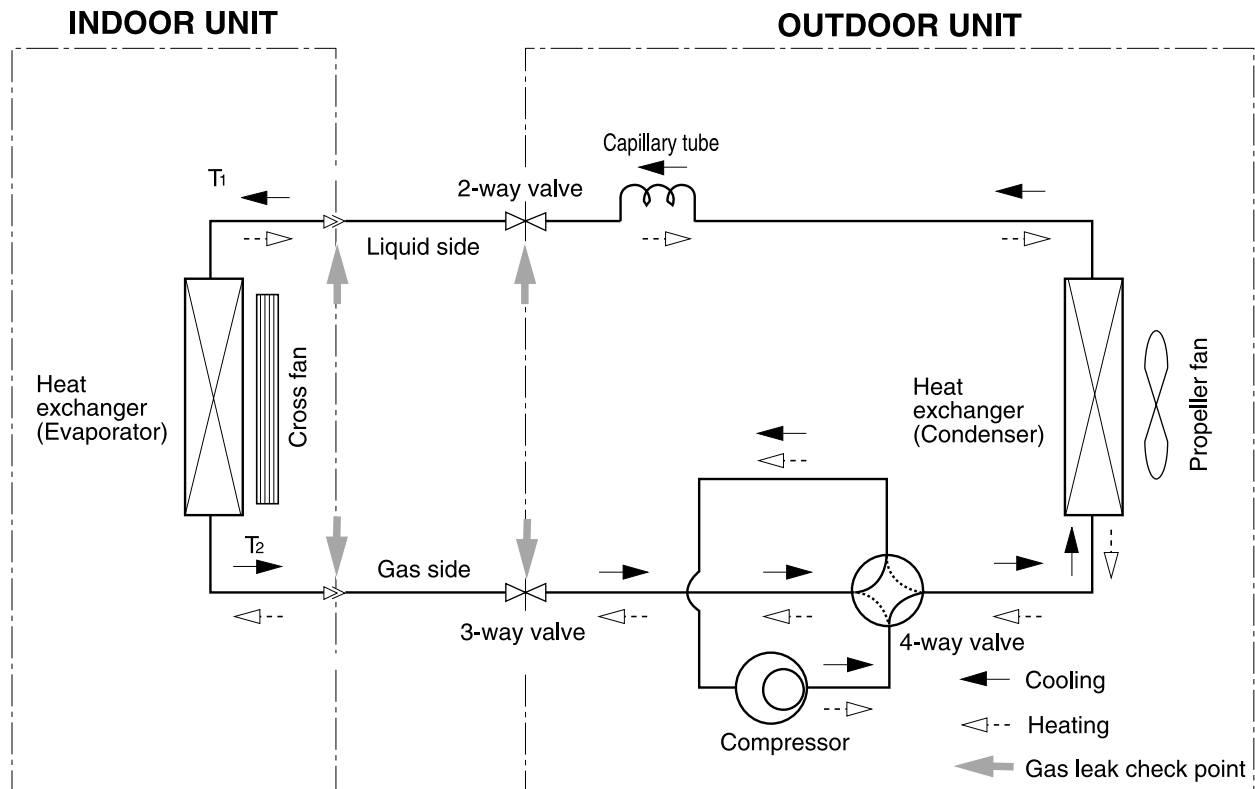 INDOOR UNIT
OUTDOOR UNIT
Capillary tube
T1
2-way valve
Liquid side
Heat
exchanger
(Evaporator)
Cross fan
Heat
exchanger
(Condenser)
Propeller fan
T2
Gas side
3-way valve
4-way valve
Compressor
Cooling
Heating
Gas leak check point